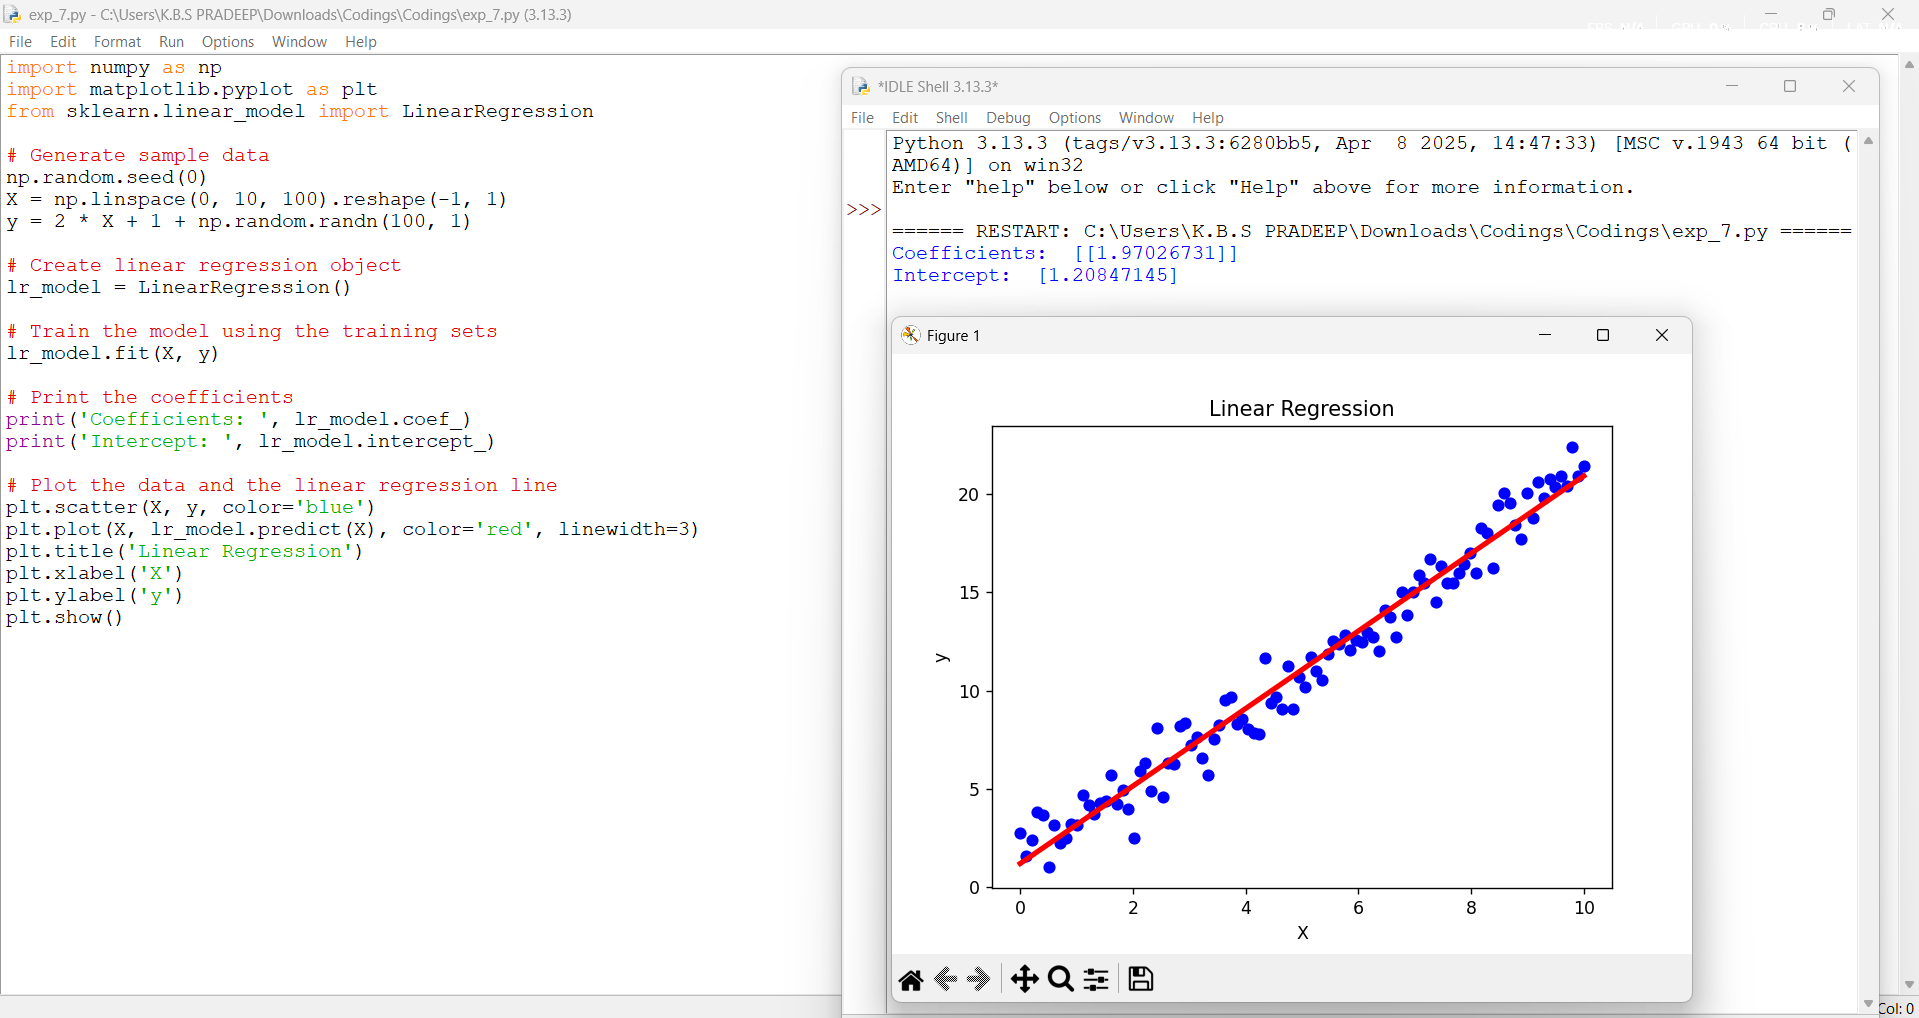 exp_7.py - C:\Users\K.B.S PRADEEP\Downloads\Codings\Codings\exp_7.py (3.13.3)
File Edit Format Run Options Window Help
import numpy as np
import matplotlib.pyplot as plt
from sklearn.linear_model import LinearRegression
# Generate sample data
np.random.seed(0)
X = np.linspace(0, 10, 100).reshape(-1, 1)
y = 2 * X + 1 + np.random.randn(100, 1)
# Create linear regression object
lr_model = LinearRegression()
# Train the model using the training sets
lr_model.fit(X, y)
# Print the coefficients
print('Coefficients: ', lr_model.coef_)
print('Intercept: ', lr_model.intercept_)
# Plot the data and the linear regression line
plt.scatter(X, y, color='blue')
plt.plot(X, lr_model.predict(X), color='red', linewidth=3)
plt.title('Linear Regression')
plt.xlabel('X')
plt.ylabel('y')
plt.show()
*IDLE Shell 3.13.3*
File Edit Shell Debug Options Window Help
Python 3.13.3 (tags/v3.13.3:6280bb5, Apr  8 2025, 14:47:33) [MSC v.1943 64 bit (
AMD64)] on win32
Enter "help" below or click "Help" above for more information.
>>>
====== RESTART: C:\Users\K.B.S PRADEEP\Downloads\Codings\Codings\exp_7.py ======
Coefficients:  [[1.97026731]]
Intercept:  [1.20847145]
Figure 1
Linear Regression
20
15
10
5
0
y
0 2 4 6 8 10
X
Col: 0